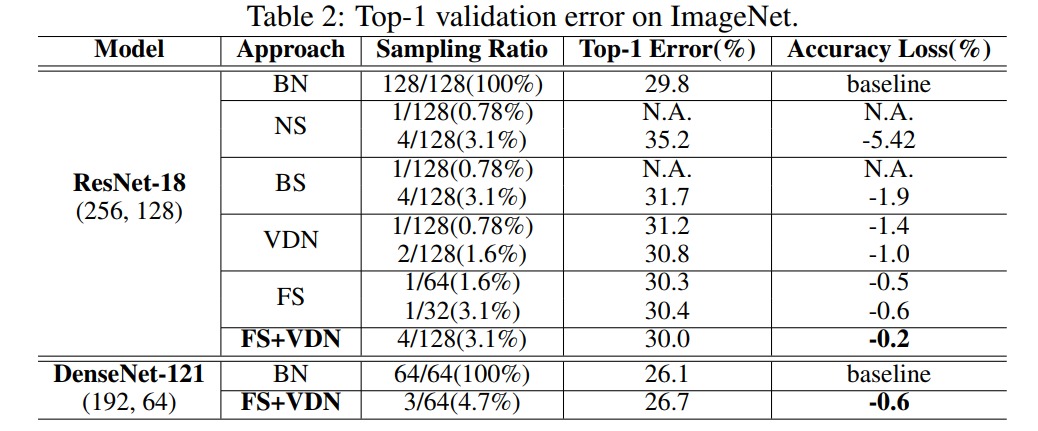 Table 2: Top-1 validation error on ImageNet.
Model Approach Sampling Ratio Top-1 Error(%) Accuracy Loss(%)
BN 128/128(100%) 29.8 baseline
NS 1/128(0.78%) N.A. N.A.
4/128(3.1%) 35.2 -5.42
ResNet-18 (256, 128) BS 1/128(0.78%) N.A. N.A.
4/128(3.1%) 31.7 -1.9
VDN 1/128(0.78%) 31.2 -1.4
2/128(1.6%) 30.8 -1.0
FS 1/64(1.6%) 30.3 -0.5
1/32(3.1%) 30.4 -0.6
FS+VDN 4/128(3.1%) 30.0 -0.2
DenseNet-121 BN 64/64(100%) 26.1 baseline
(192, 64) FS+VDN 3/64(4.7%) 26.7 -0.6